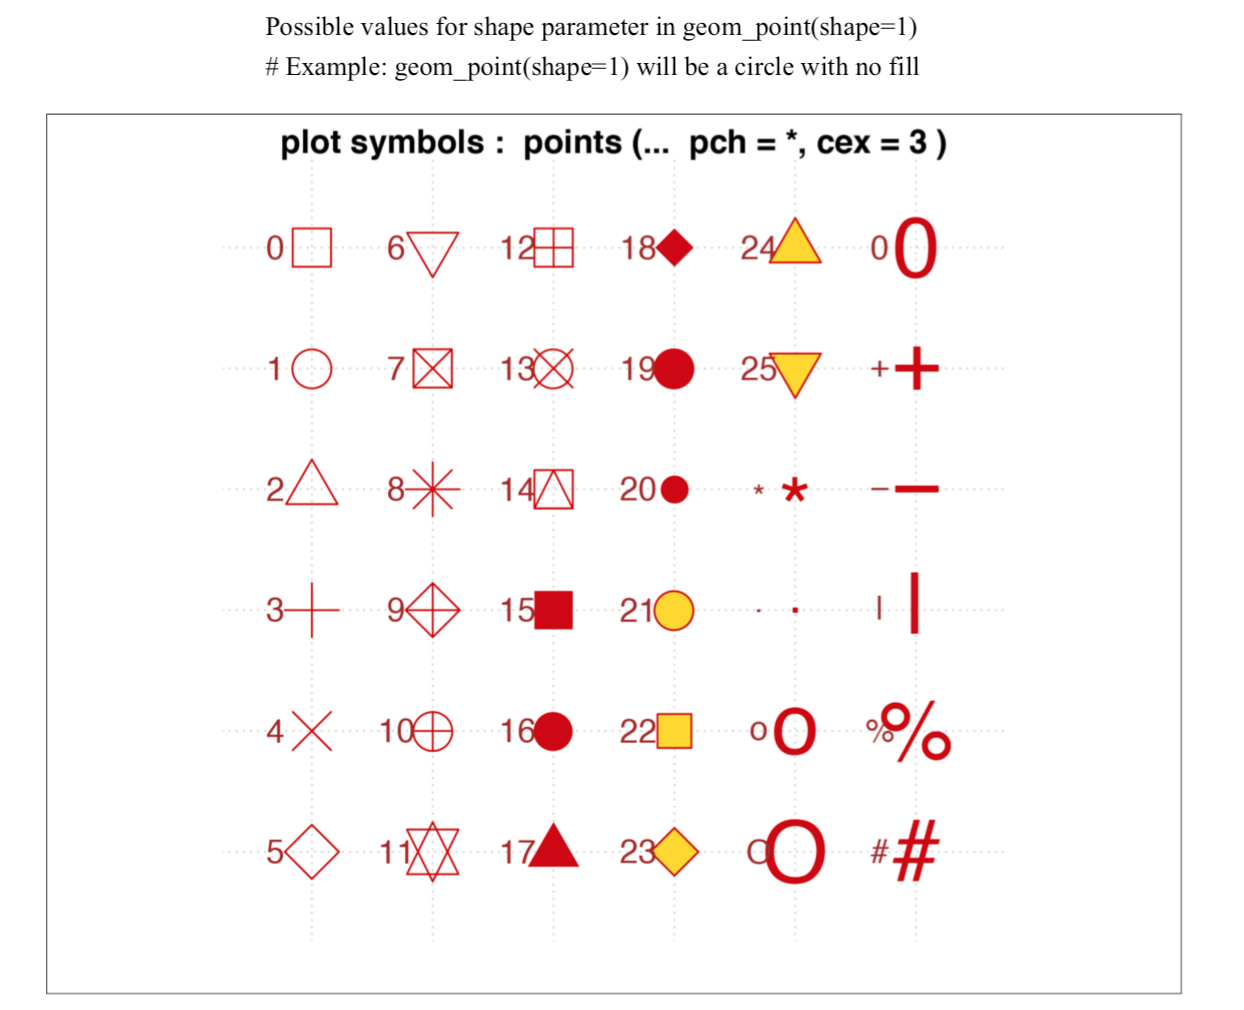 Possible values for shape parameter in geom_point(shape=1)
# Example: geom_point(shape=1) will be a circle with no fill
plot symbols :  points (...  pch = *, cex = 3 )
0 6 12 18 24 0 0
1 7 13 19 25 + +
2 8 14 20 * * - -
3 9 15 21 . . | |
4 10 16 22 o o % %
5 11 17 23 O O # #